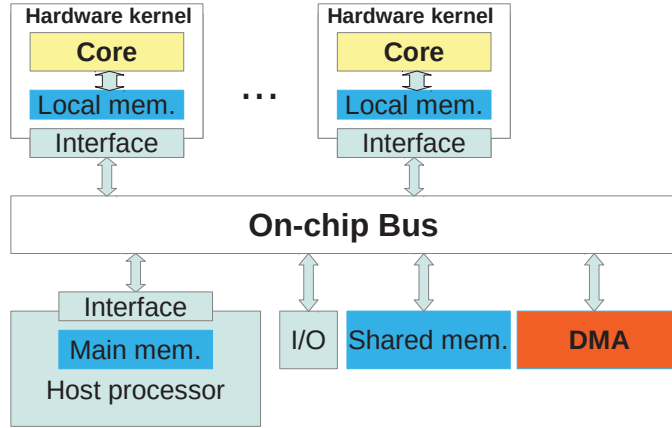 Hardware kernel
Core
Local mem.
Interface
...
Hardware kernel
Core
Local mem.
Interface
On-chip Bus
Interface
Main mem.
Host processor
I/O
Shared mem.
DMA